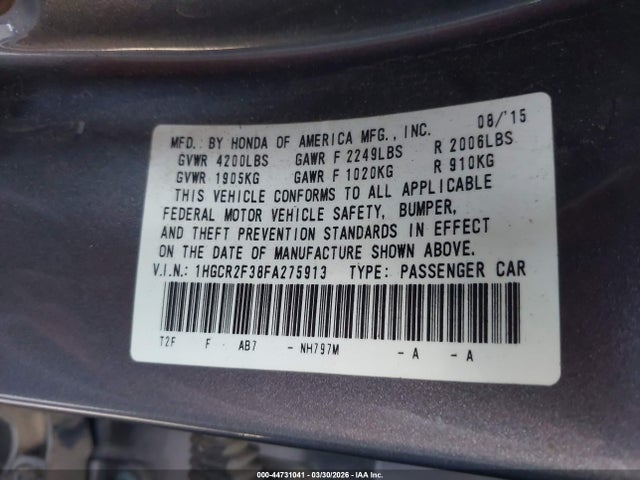 08/'15
MFD. BY HONDA OF AMERICA MFG., INC.
GVWR 4200LBS GAWR F 2249LBS R 2006LBS
GVWR 1905KG GAWR F 1020KG R 910KG
THIS VEHICLE CONFORMS TO ALL APPLICABLE
FEDERAL MOTOR VEHICLE SAFETY, BUMPER,
AND THEFT PREVENTION STANDARDS IN EFFECT
ON THE DATE OF MANUFACTURE SHOWN ABOVE.
V.I.N.: 1HGCR2F38FA275913 TYPE: PASSENGER CAR
T2F F AB7 - NH797M - A - A
000-44731041 - 03/30/2026 - IAA Inc.